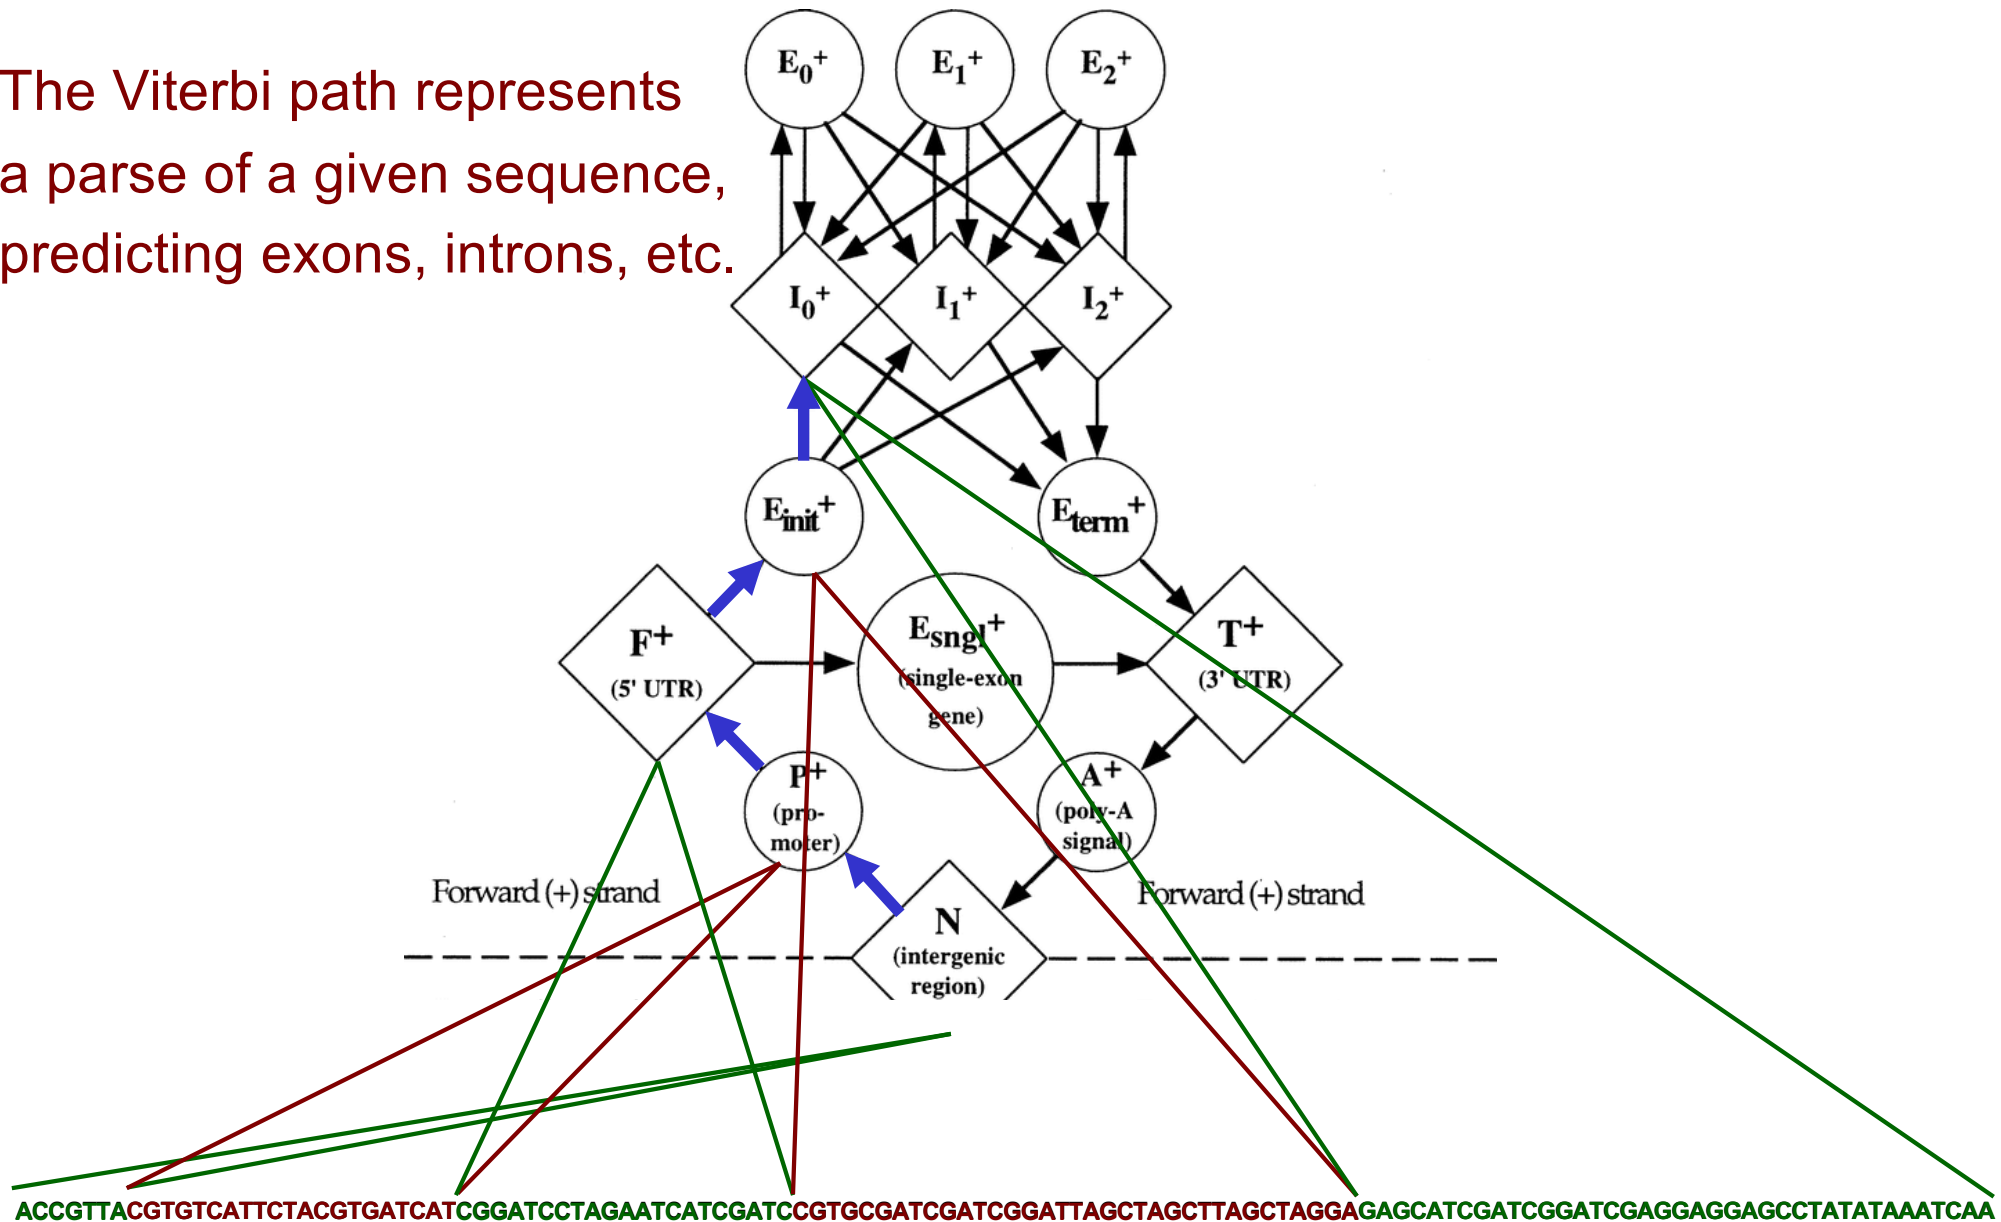 The Viterbi path represents
a parse of a given sequence,
predicting exons, introns, etc.
E0+ E1+ E2+
I0+ I1+ I2+
Einit+ Eterm+
F+
(5' UTR)
Esngl+
(single-exon
gene)
T+
(3' UTR)
P+
(pro-
moter)
A+
(poly-A
signal)
Forward (+) strand
Forward (+) strand
N
(intergenic
region)
ACCGTTACGTGTCATTCTACGTGATCATCGGATCCTAGAATCATCGATCCGTGCGATCGATCGGATTAGCTAGCTTAGCTAGGAGAGCATCGATCGGATCGAGGAGGAGCCTATATAAATCAA